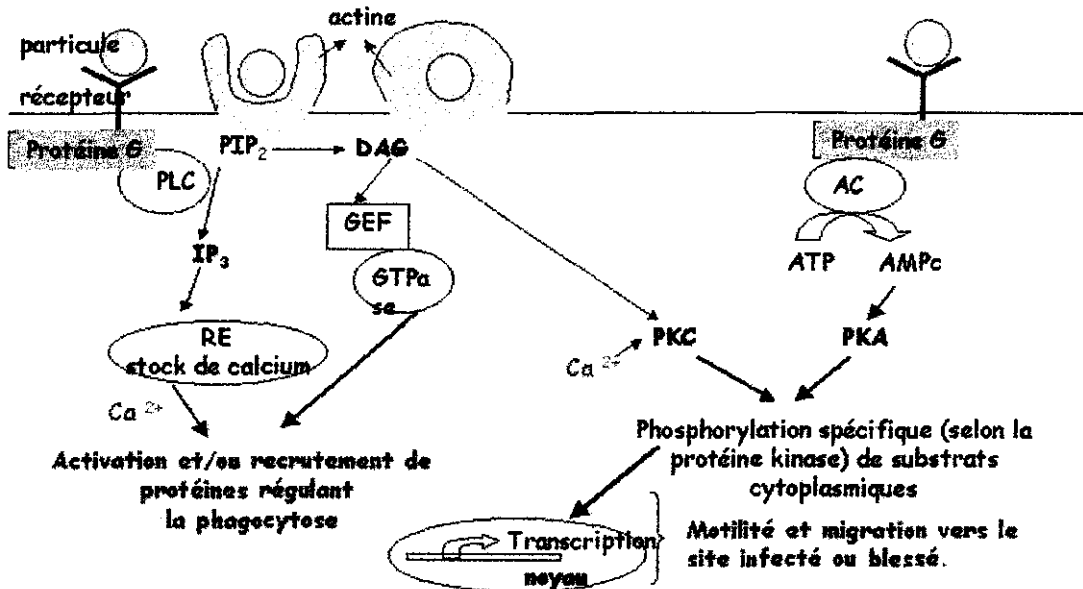 actine
particule
récepteur
Protéine G
PLC
PIP₂
DAG
GEF
GTPa
se
IP₃
RE
stock de calcium
Ca ²⁺
Activation et/ou recrutement de
protéines régulant
la phagocytose
Protéine G
AC
ATP
AMPc
Ca ²⁺
PKC
PKA
Phosphorylation spécifique (selon la
protéine kinase) de substrats
cytoplasmiques
Transcription
noyau
Motilité et migration vers le
site infecté ou blessé.